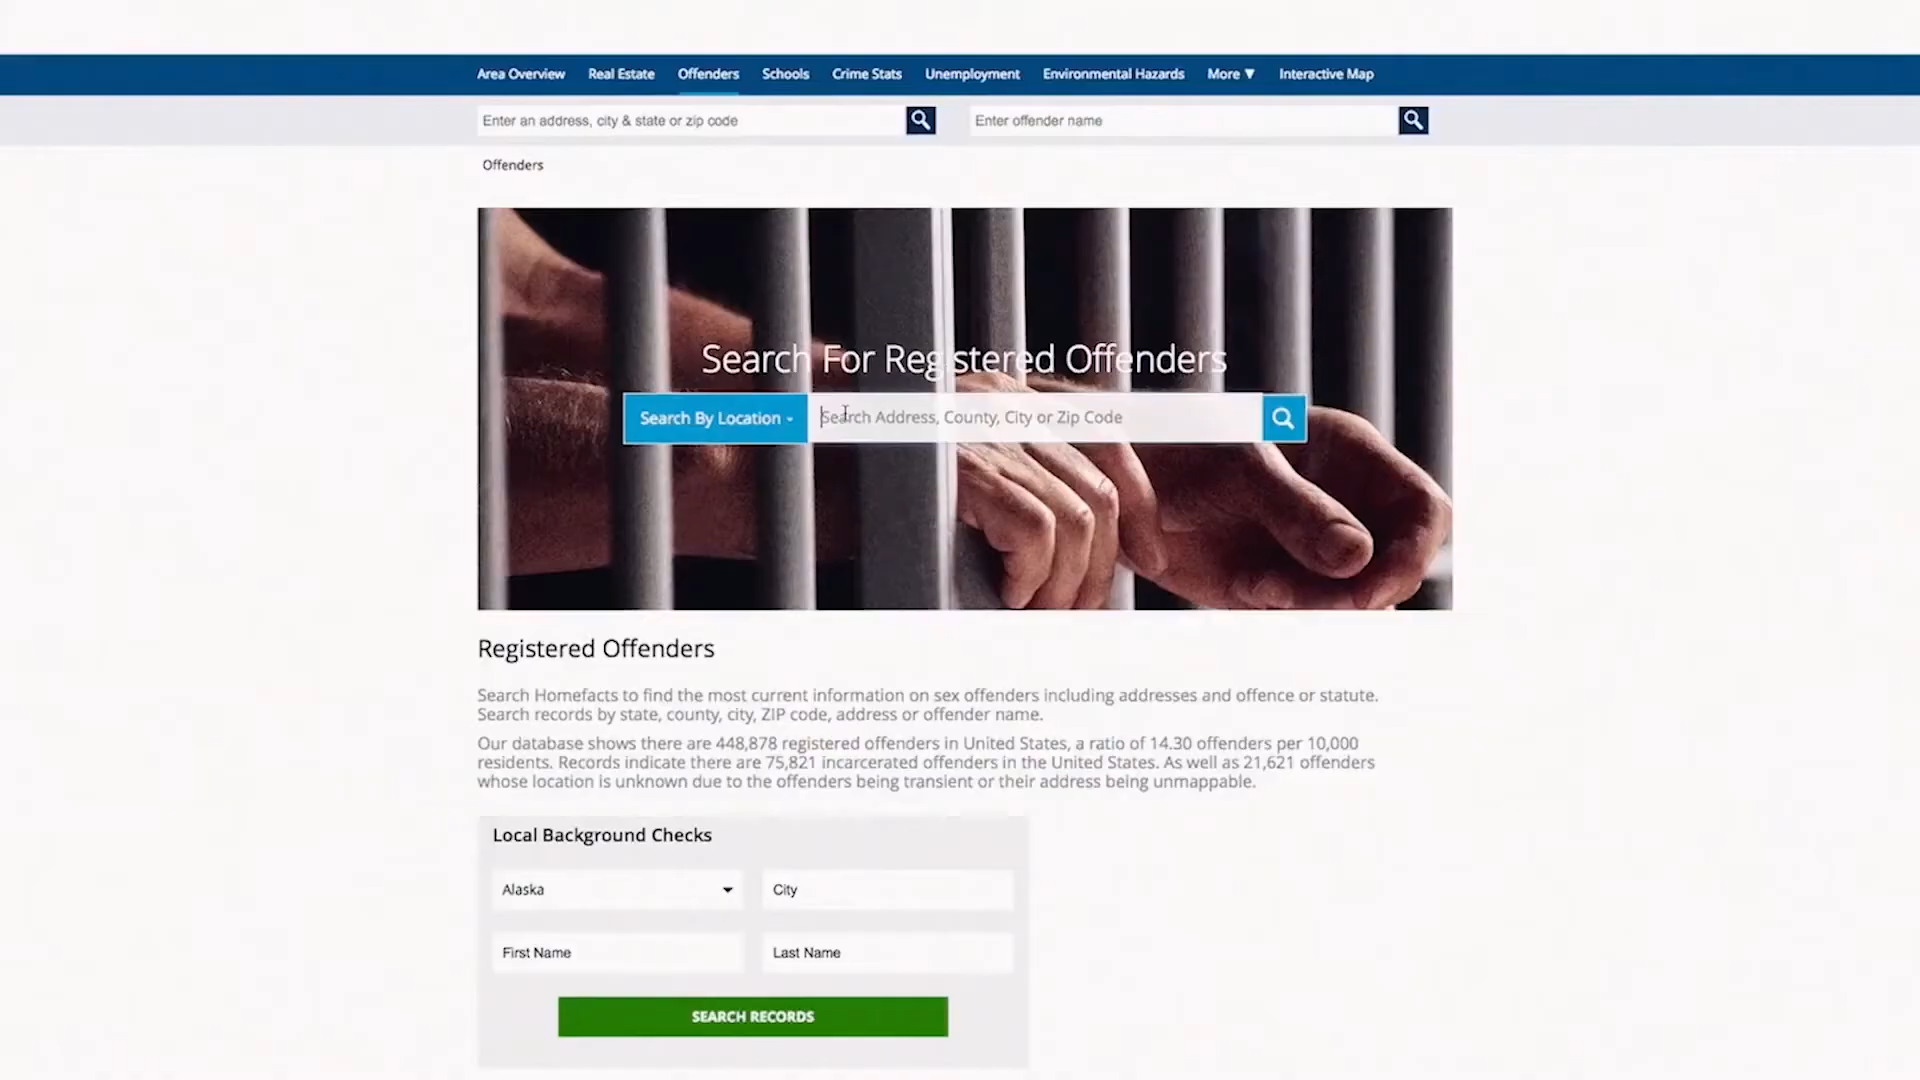 Area Overview Real Estate Offenders Schools Crime Stats Unemployment Environmental Hazards More ▼ Interactive Map
Enter an address, city & state or zip code Enter offender name
Offenders
Search For Registered Offenders
Search By Location - Search Address, County, City or Zip Code
Registered Offenders
Search Homefacts to find the most current information on sex offenders including addresses and offence or statute.
Search records by state, county, city, ZIP code, address or offender name.
Our database shows there are 448,878 registered offenders in United States, a ratio of 14.30 offenders per 10,000
residents. Records indicate there are 75,821 incarcerated offenders in the United States. As well as 21,621 offenders
whose location is unknown due to the offenders being transient or their address being unmappable.
Local Background Checks
Alaska City
First Name Last Name
SEARCH RECORDS